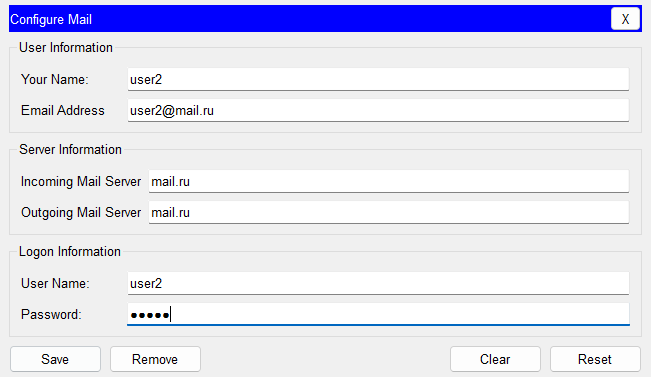 Configure Mail X
User Information
Your Name: user2
Email Address user2@mail.ru
Server Information
Incoming Mail Server mail.ru
Outgoing Mail Server mail.ru
Logon Information
User Name: user2
Password: ●●●●●
Save Remove Clear Reset